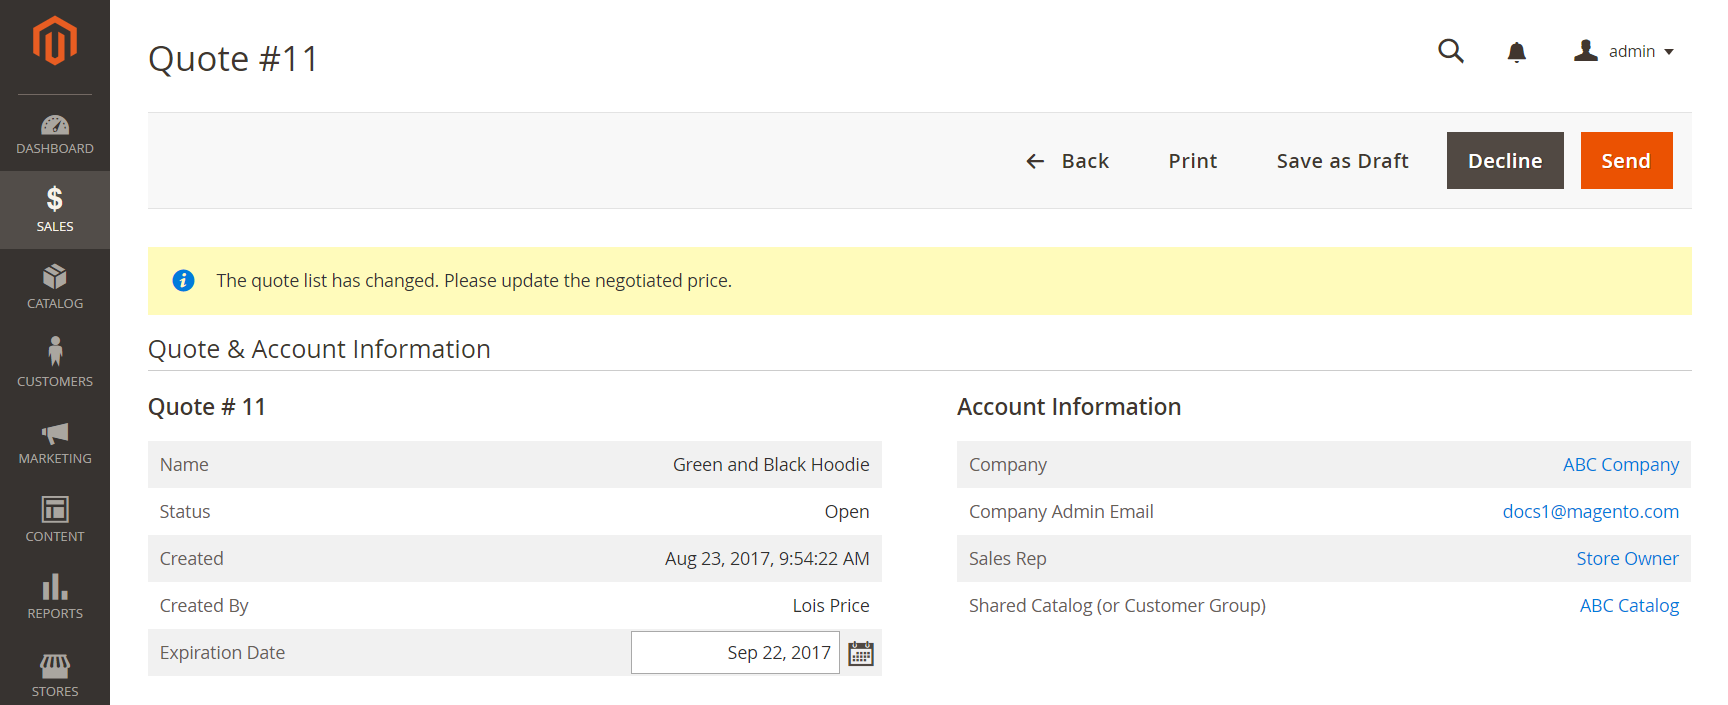 Quote #11
admin
DASHBOARD
SALES
CATALOG
CUSTOMERS
MARKETING
CONTENT
REPORTS
STORES
Back Print Save as Draft Decline Send
The quote list has changed. Please update the negotiated price.
Quote & Account Information
Quote # 11
Name Green and Black Hoodie
Status Open
Created Aug 23, 2017, 9:54:22 AM
Created By Lois Price
Expiration Date Sep 22, 2017
Account Information
Company ABC Company
Company Admin Email docs1@magento.com
Sales Rep Store Owner
Shared Catalog (or Customer Group) ABC Catalog